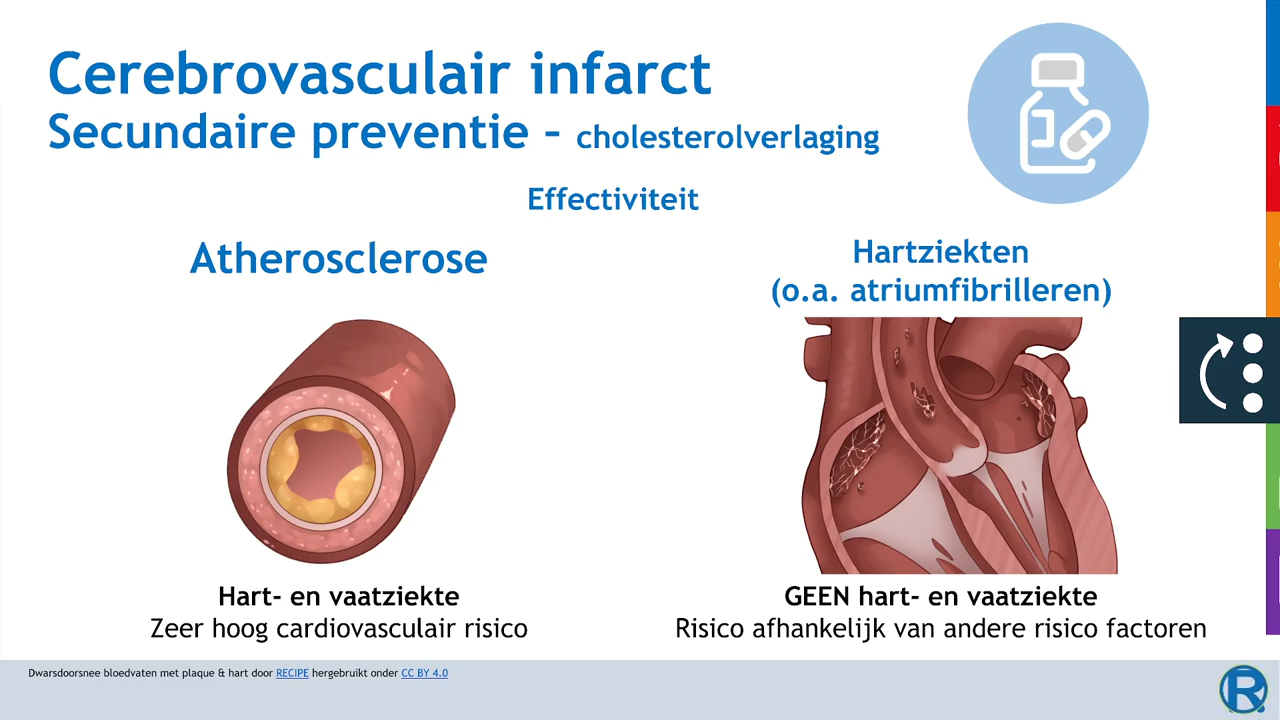 Cerebrovasculair infarct
Secundaire preventie – cholesterolverlaging
Effectiviteit
Atherosclerose
Hartziekten
(o.a. atriumfibrilleren)
Hart- en vaatziekte
Zeer hoog cardiovasculair risico
GEEN hart- en vaatziekte
Risico afhankelijk van andere risico factoren
Dwarsdoorsnee bloedvaten met plaque & hart door RECIPE hergebruikt onder CC BY 4.0
R